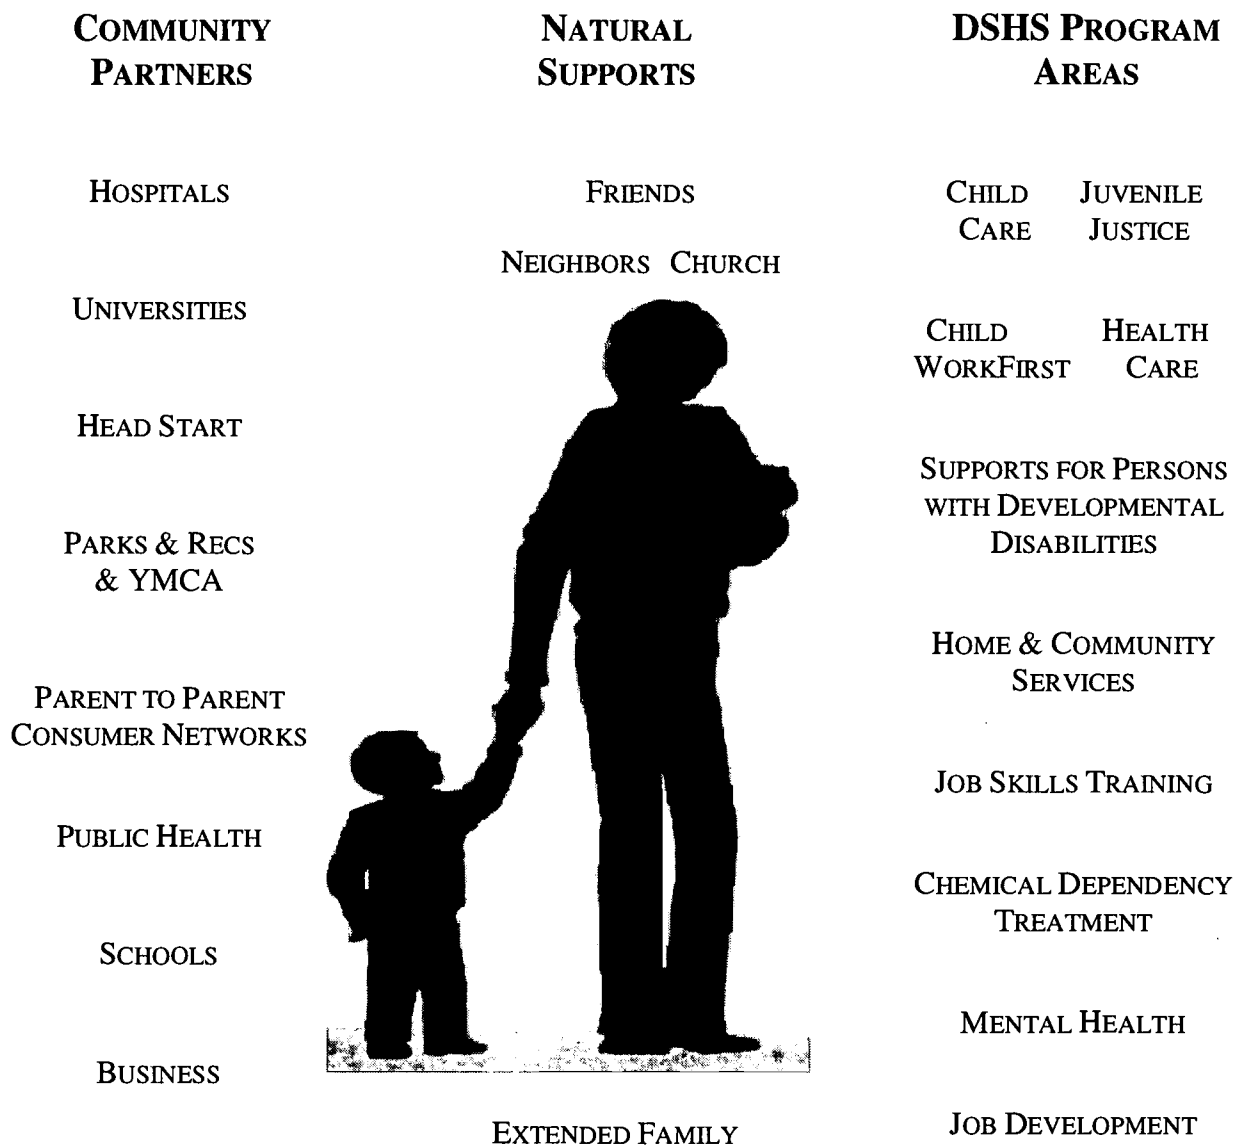 COMMUNITY
PARTNERS
HOSPITALS
UNIVERSITIES
HEAD START
PARKS & RECS
& YMCA
PARENT TO PARENT
CONSUMER NETWORKS
PUBLIC HEALTH
SCHOOLS
BUSINESS
NATURAL
SUPPORTS
FRIENDS
NEIGHBORS CHURCH
EXTENDED FAMILY
DSHS PROGRAM
AREAS
CHILD JUVENILE
CARE JUSTICE
CHILD HEALTH
WORKFIRST CARE
SUPPORTS FOR PERSONS
WITH DEVELOPMENTAL
DISABILITIES
HOME & COMMUNITY
SERVICES
JOB SKILLS TRAINING
CHEMICAL DEPENDENCY
TREATMENT
MENTAL HEALTH
JOB DEVELOPMENT